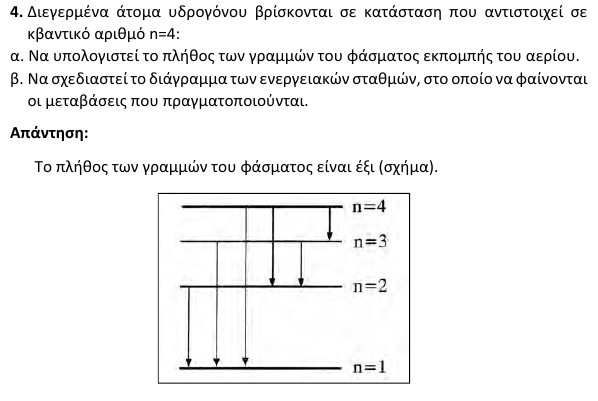 4. Διεγερμένα άτομα υδρογόνου βρίσκονται σε κατάσταση που αντιστοιχεί σε
κβαντικό αριθμό n=4:
α. Να υπολογιστεί το πλήθος των γραμμών του φάσματος εκπομπής του αερίου.
β. Να σχεδιαστεί το διάγραμμα των ενεργειακών σταθμών, στο οποίο να φαίνονται
οι μεταβάσεις που πραγματοποιούνται.
Απάντηση:
Το πλήθος των γραμμών του φάσματος είναι έξι (σχήμα).
n=4
n=3
n=2
n=1